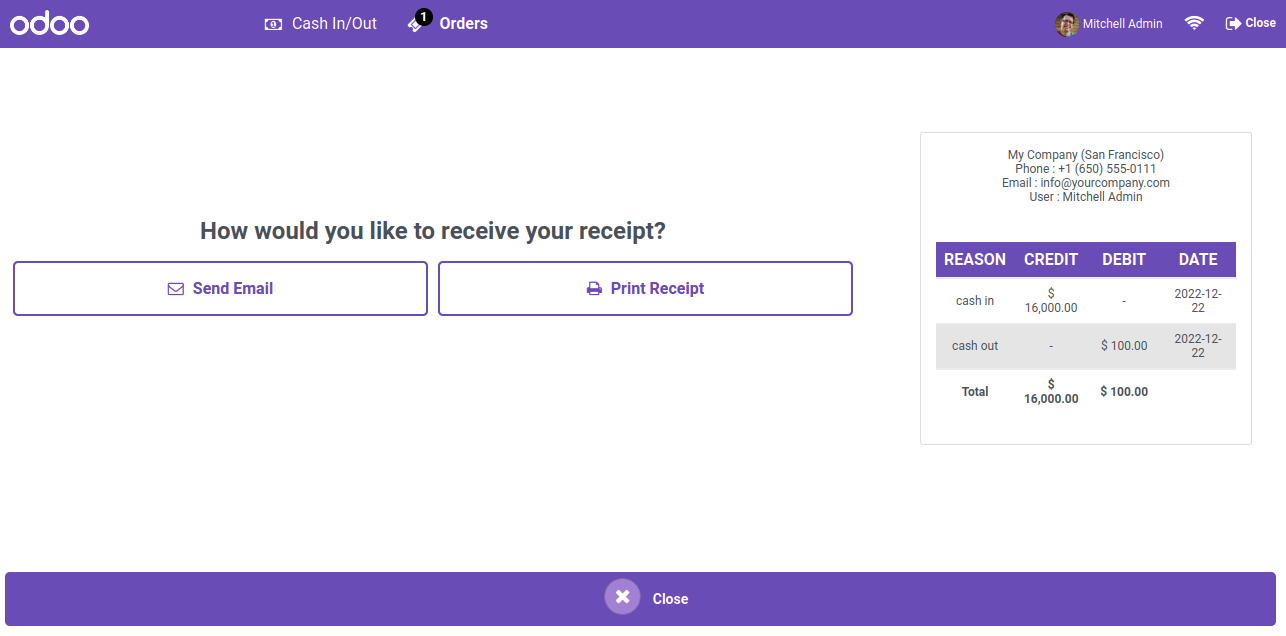 odoo
Cash In/Out
1
Orders
Mitchell Admin
Close
How would you like to receive your receipt?
Send Email
Print Receipt
My Company (San Francisco)
Phone : +1 (650) 555-0111
Email : info@yourcompany.com
User : Mitchell Admin
REASON CREDIT DEBIT DATE
cash in $ 16,000.00 - 2022-12-22
cash out - $ 100.00 2022-12-22
Total $ 16,000.00 $ 100.00
Close